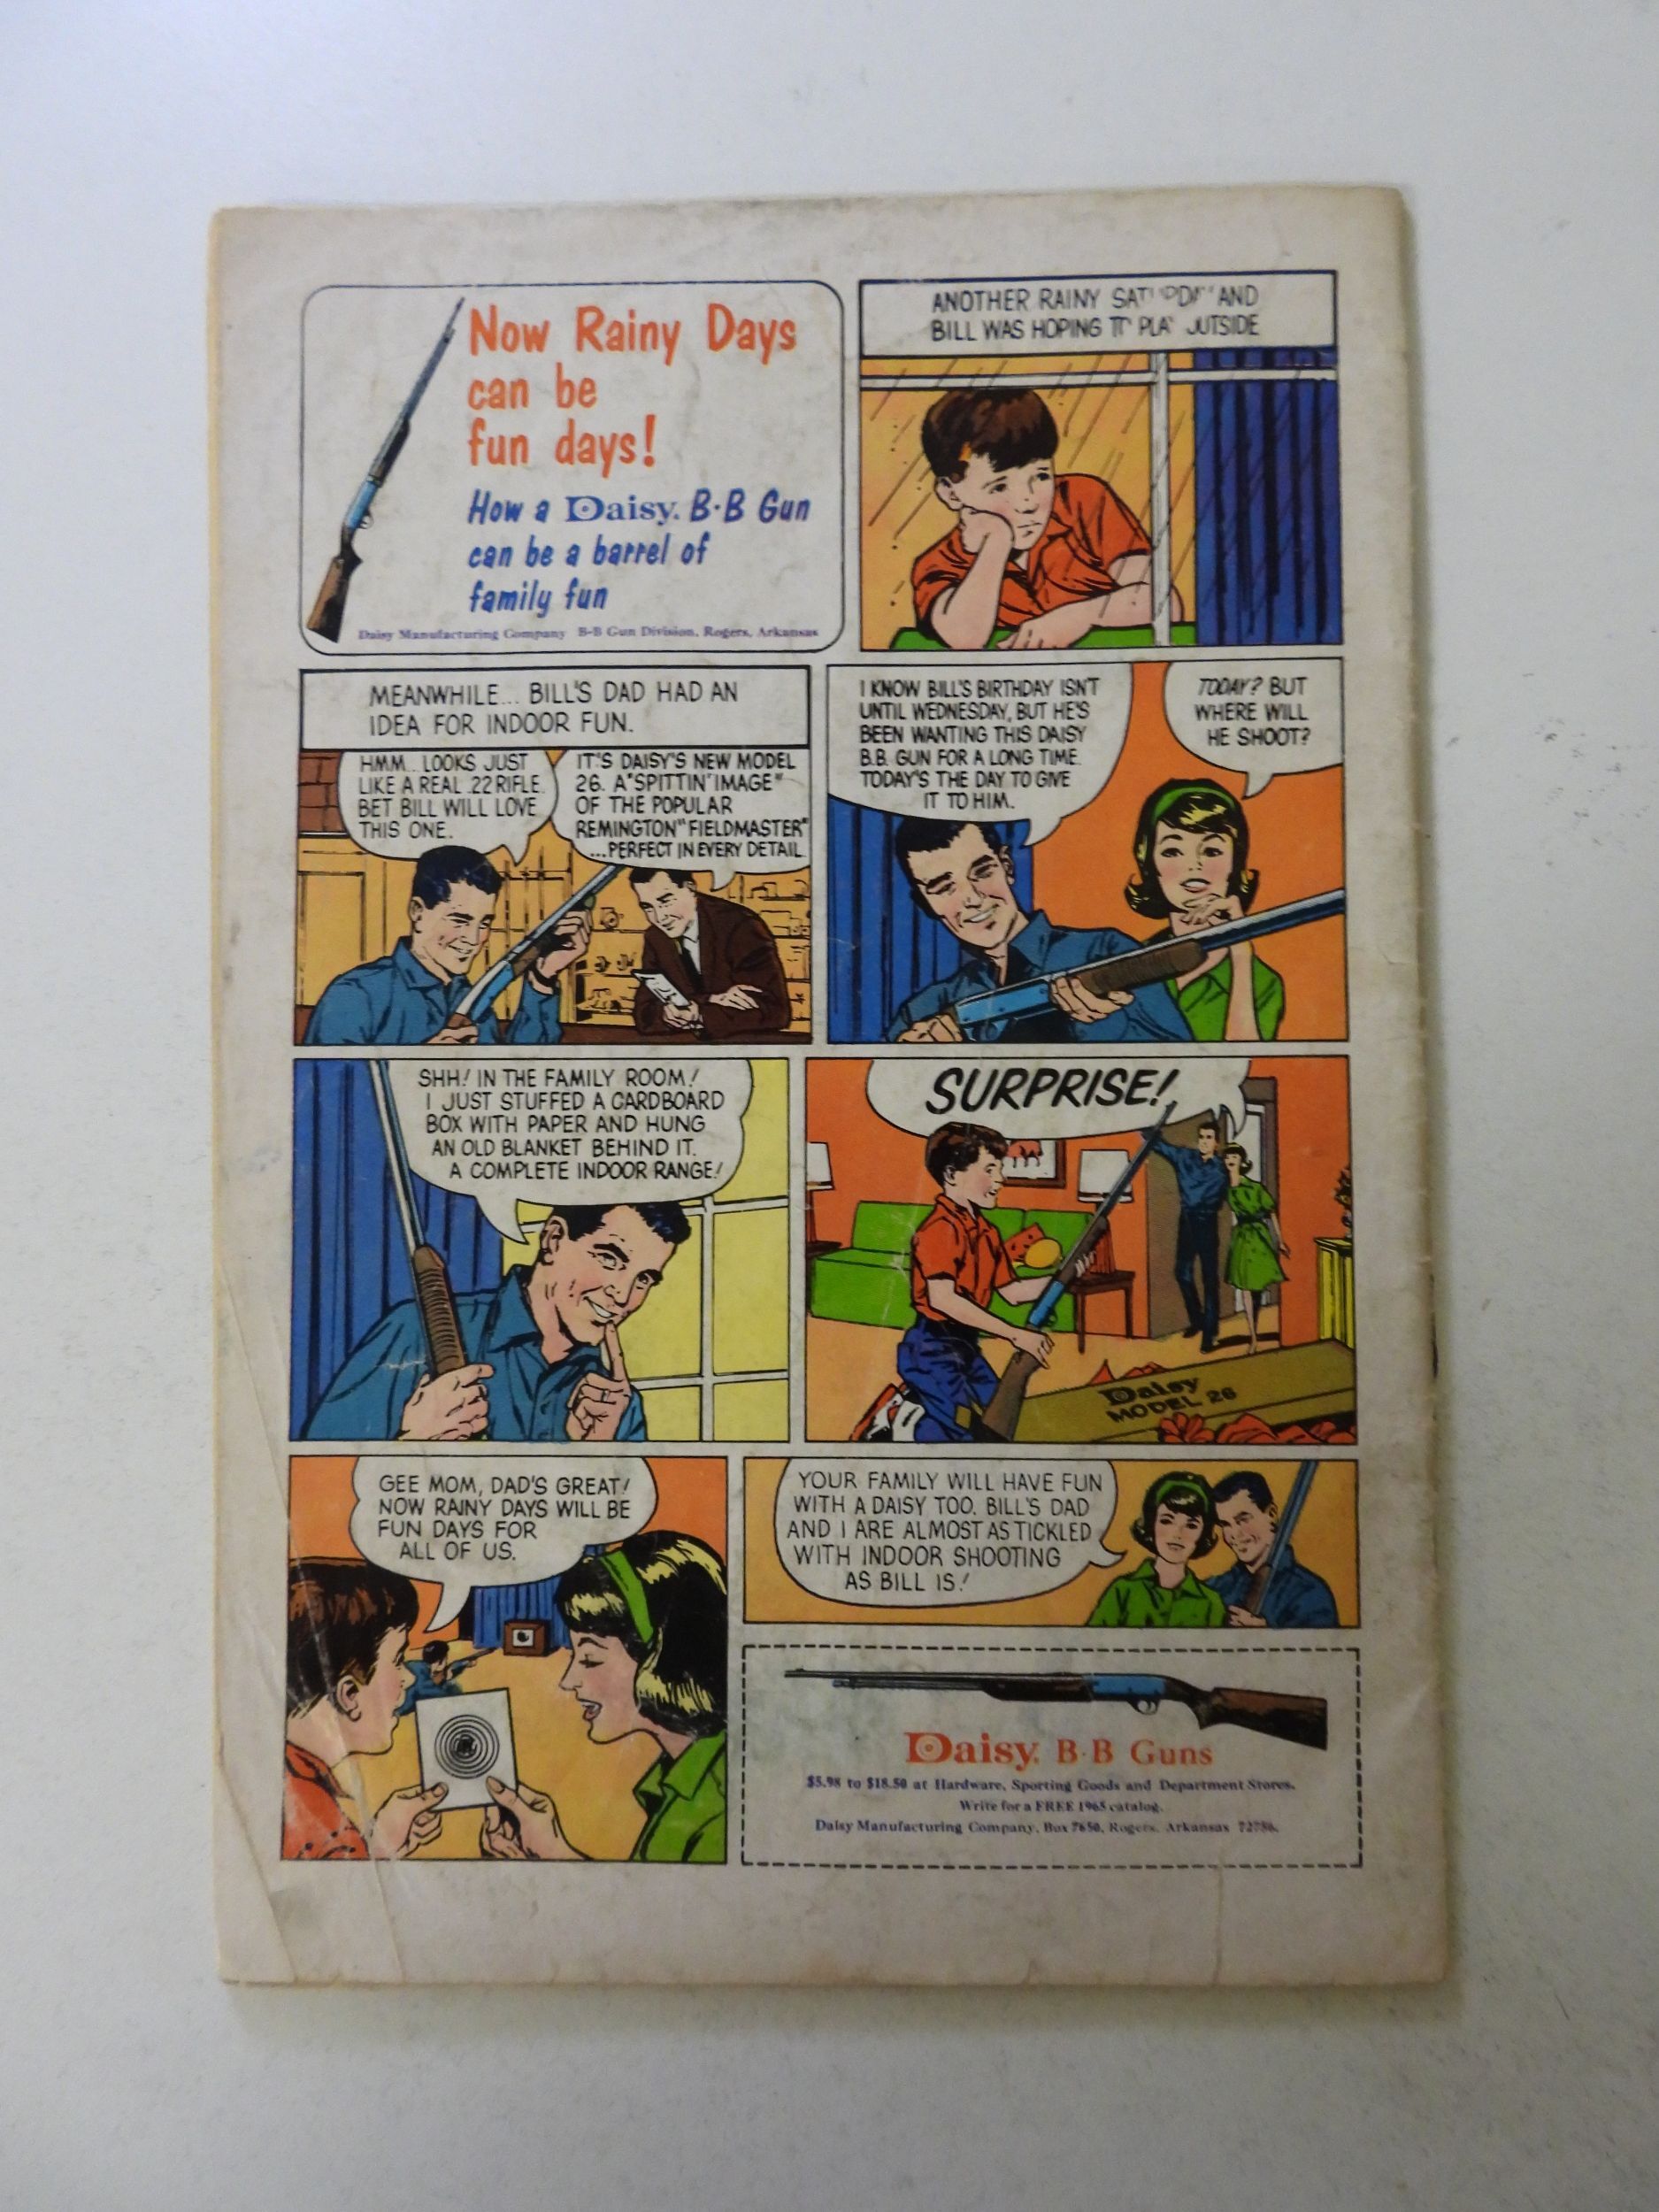 Now Rainy Days
can be
fun days!
How a Daisy. B·B Gun
can be a barrel of
family fun
Daisy Manufacturing Company B-B Gun Division, Rogers, Arkansas
ANOTHER RAINY AND
BILL WAS HOPING
MEANWHILE... BILL'S DAD HAD AN
IDEA FOR INDOOR FUN.
HMM...LOOKS JUST
LIKE A REAL .22 RIFLE.
BET BILL WILL LOVE
THIS ONE.
IT'S DAISY'S NEW MODEL
26. A "SPITTIN' IMAGE"
OF THE POPULAR
REMINGTON "FIELDMASTER"
...PERFECT IN EVERY DETAIL.
I KNOW BILL'S BIRTHDAY ISN'T
UNTIL WEDNESDAY, BUT HE'S
BEEN WANTING THIS DAISY
B.B. GUN FOR A LONG TIME.
TODAY'S THE DAY TO GIVE
IT TO HIM.
TODAY? BUT
WHERE WILL
HE SHOOT?
SHH! IN THE FAMILY ROOM!
I JUST STUFFED A CARDBOARD
BOX WITH PAPER AND HUNG
AN OLD BLANKET BEHIND IT.
A COMPLETE INDOOR RANGE!
SURPRISE!
Daisy
MODEL 26
GEE MOM, DAD'S GREAT!
NOW RAINY DAYS WILL BE
FUN DAYS FOR
ALL OF US.
YOUR FAMILY WILL HAVE FUN
WITH A DAISY TOO. BILL'S DAD
AND I ARE ALMOST AS TICKLED
WITH INDOOR SHOOTING
AS BILL IS!
Daisy. B·B Guns
$5.98 to $18.50 at Hardware, Sporting Goods and Department Stores.
Write for a FREE 1965 catalog.
Daisy Manufacturing Company, Box 7650, Rogers, Arkansas 72756.